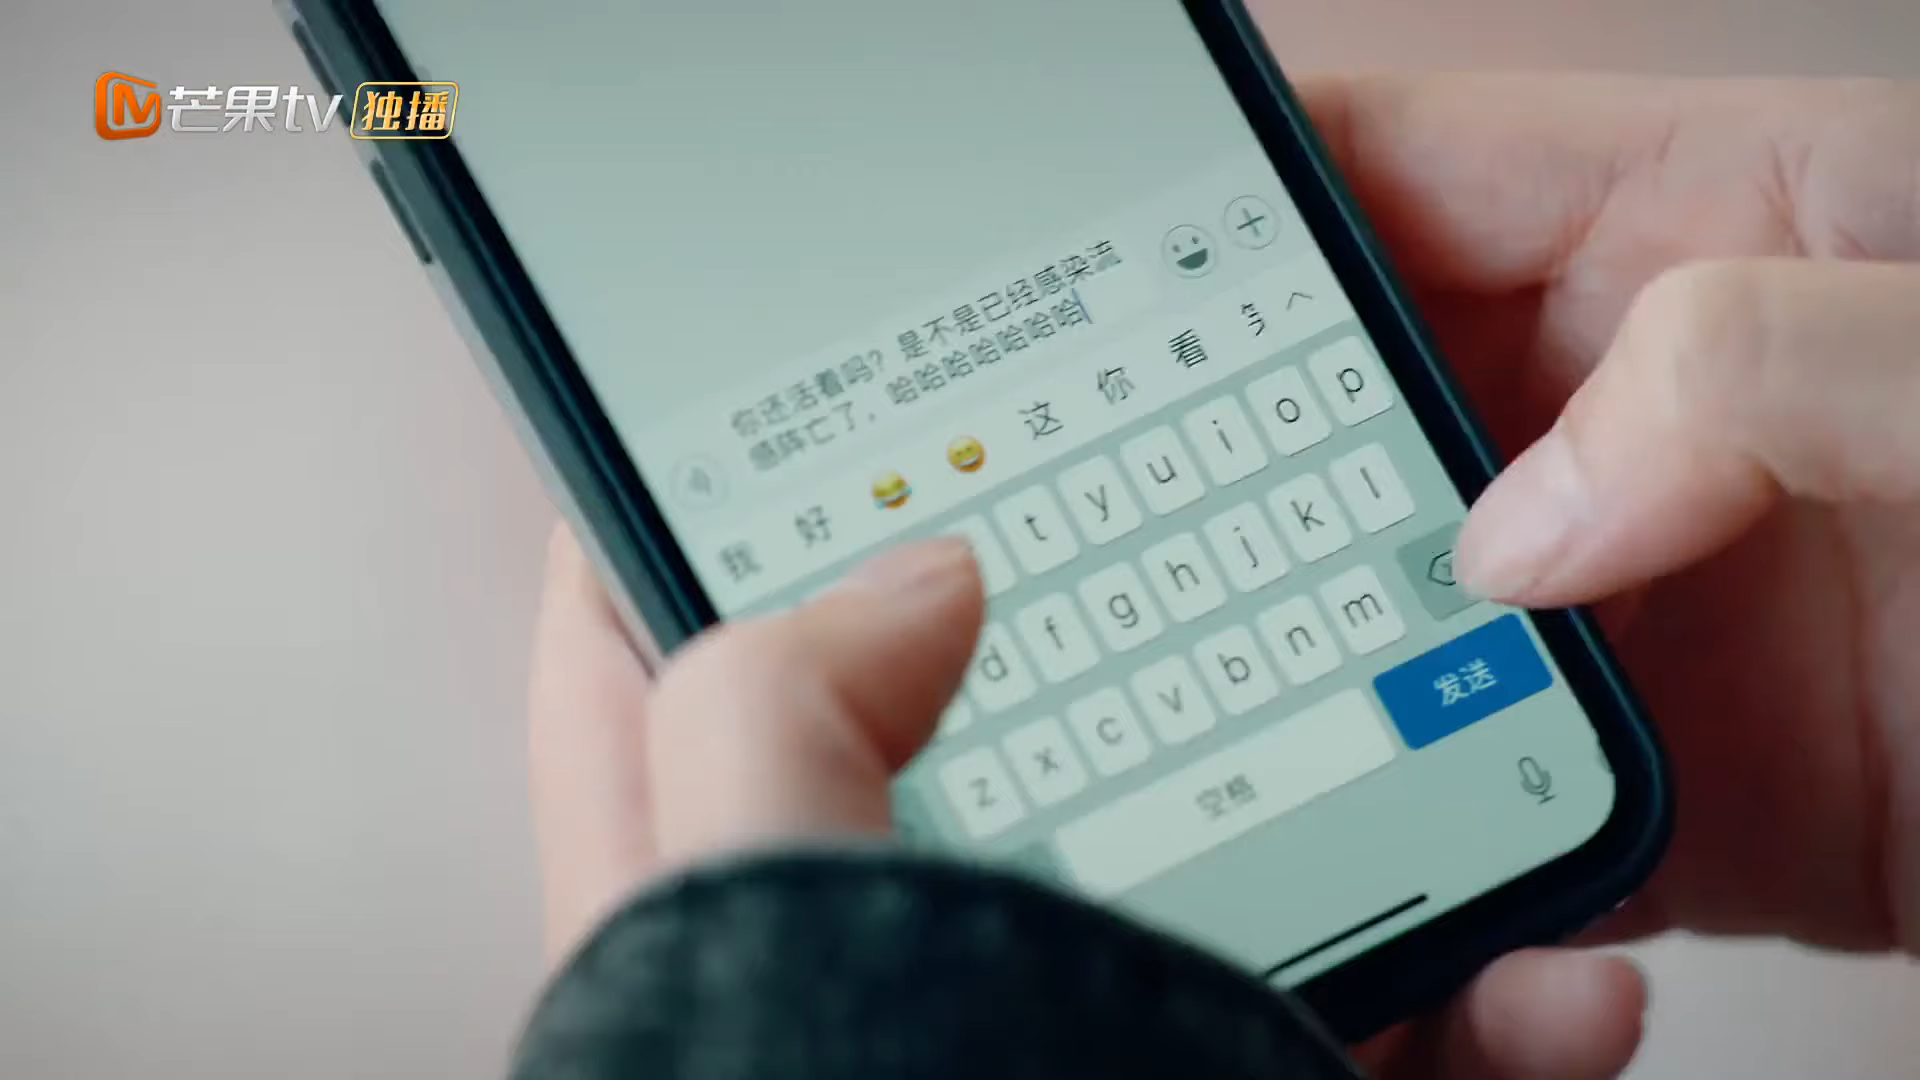 芒果tv 独播
你还活着吗？是不是已经感染流
感阵亡了，哈哈哈哈哈哈哈
我 好 😂 😄 这 你 看
t y u i o p
d f g h j k l
z x c v b n m
空格 发送